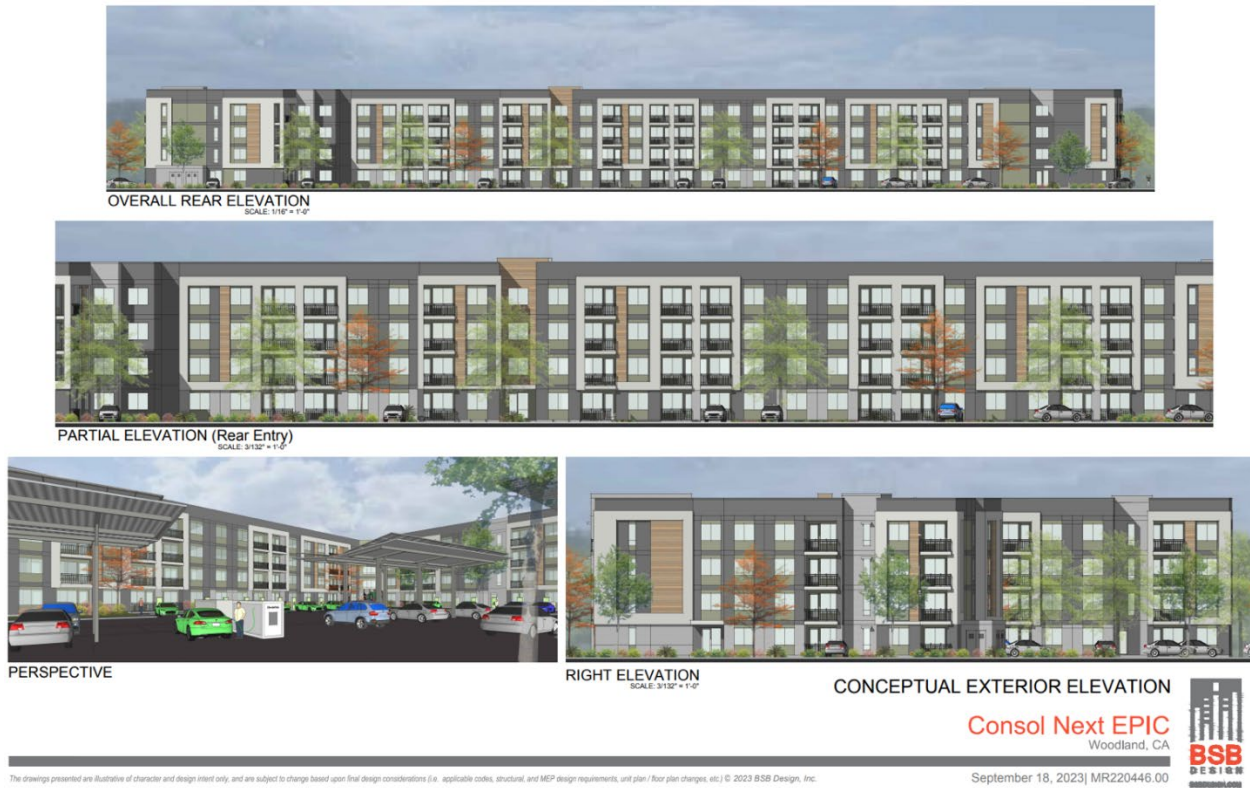 OVERALL REAR ELEVATION
SCALE: 1/16" = 1'-0"
PARTIAL ELEVATION (Rear Entry)
SCALE: 3/132" = 1'-0"
PERSPECTIVE
RIGHT ELEVATION
SCALE: 3/132" = 1'-0"
CONCEPTUAL EXTERIOR ELEVATION
Consol Next EPIC
Woodland, CA
BSB
DESIGN
BSBDESIGN.COM
The drawings presented are illustrative of character and design intent only, and are subject to change based upon final design considerations (i.e. applicable codes, structural, and MEP design requirements, unit plan / floor plan changes, etc.) © 2023 BSB Design, Inc.
September 18, 2023| MR220446.00